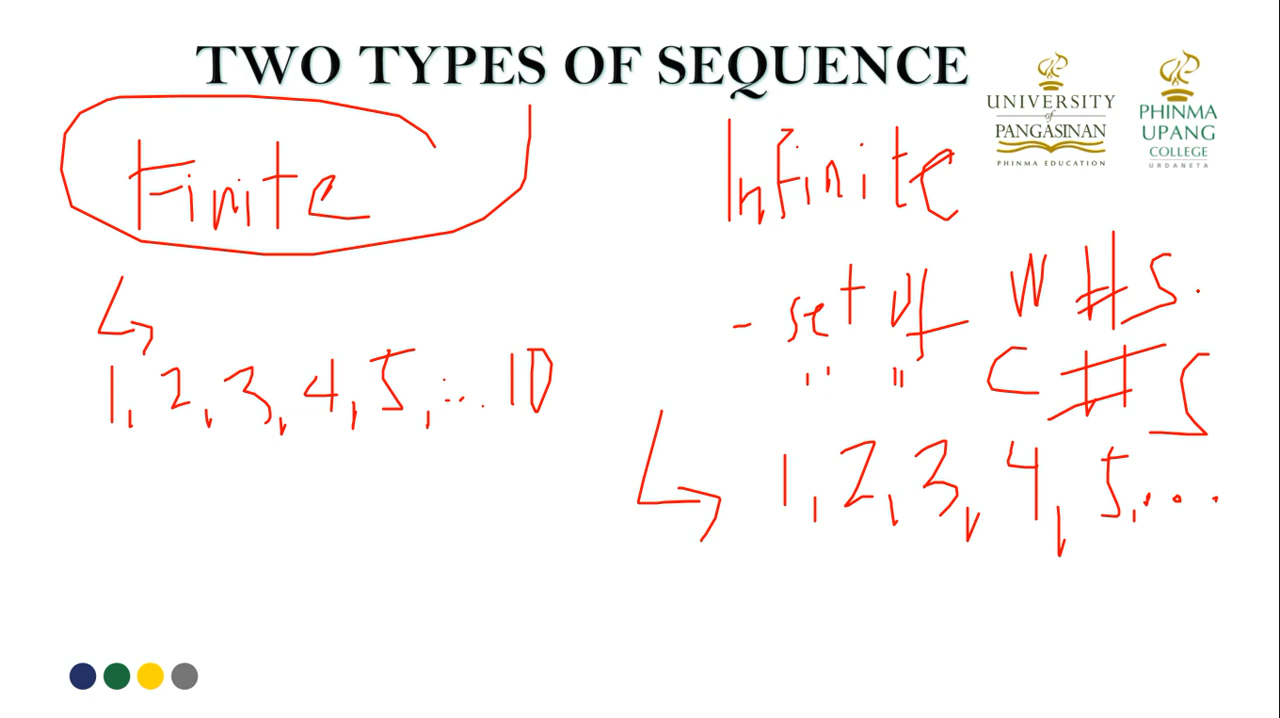 TWO TYPES OF SEQUENCE
UNIVERSITY
of
PANGASINAN
PHINMA EDUCATION
PHINMA
UPANG
COLLEGE
URDANETA
Finite
1, 2, 3, 4, 5, ... 10
Infinite
- set of W #s.
" " C #s
1, 2, 3, 4, 5, ...